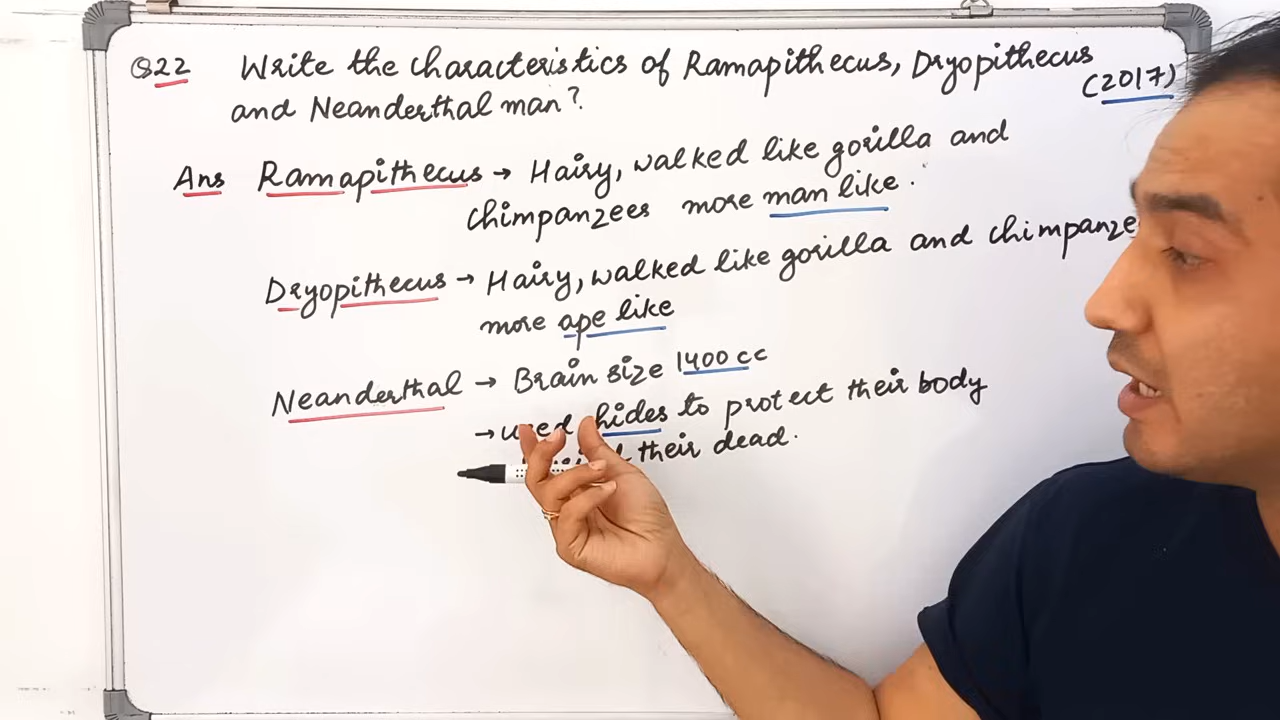 Q22 Write the characteristics of Ramapithecus, Dryopithecus
and Neanderthal man? (2017)
Ans Ramapithecus → Hairy, walked like gorilla and
chimpanzees more man like.
Dryopithecus → Hairy, walked like gorilla and
more ape like
Neanderthal → Brain size 1400 cc
→ used hides to protect their body
their dead.